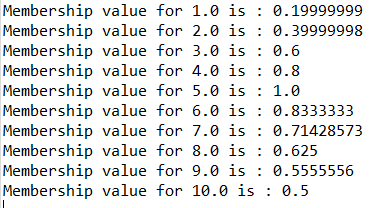 Membership value for 1.0 is : 0.19999999
Membership value for 2.0 is : 0.39999998
Membership value for 3.0 is : 0.6
Membership value for 4.0 is : 0.8
Membership value for 5.0 is : 1.0
Membership value for 6.0 is : 0.8333333
Membership value for 7.0 is : 0.71428573
Membership value for 8.0 is : 0.625
Membership value for 9.0 is : 0.5555556
Membership value for 10.0 is : 0.5